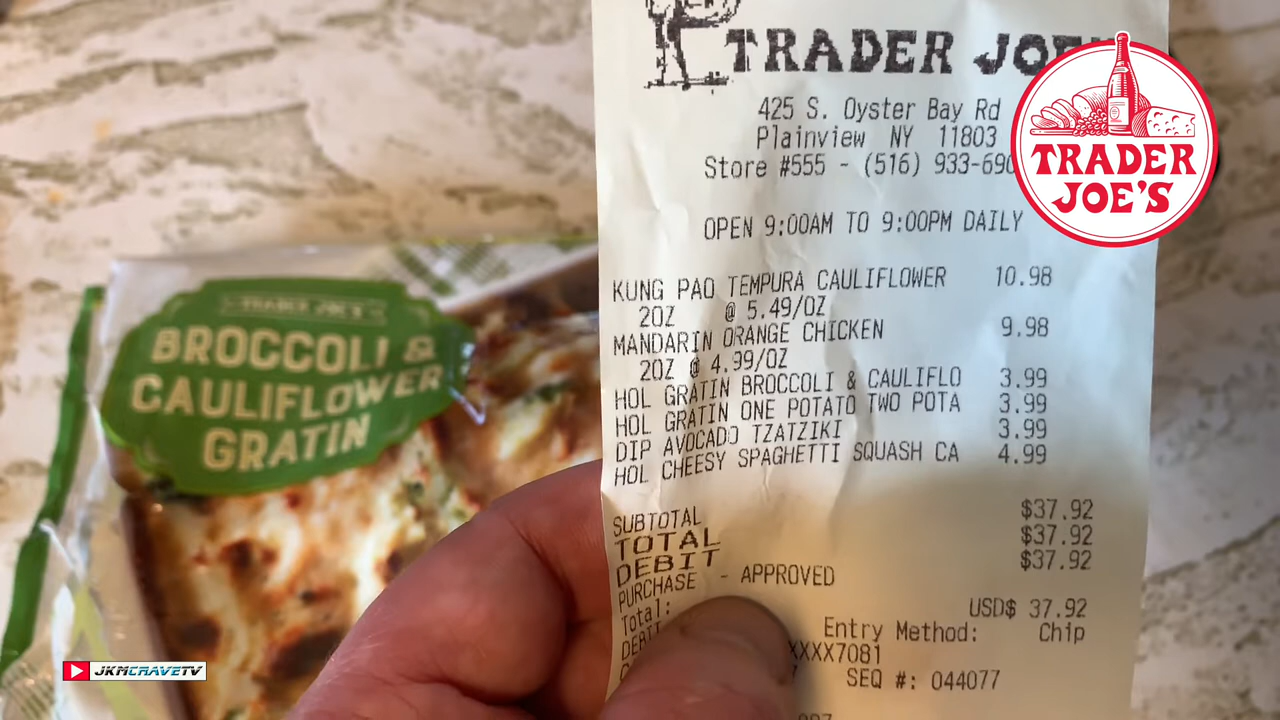 TRADER JOE'S
425 S. Oyster Bay Rd
Plainview NY 11803
Store #555 - (516) 933-690
OPEN 9:00AM TO 9:00PM DAILY
KUNG PAO TEMPURA CAULIFLOWER 10.98
2OZ @ 5.49/OZ
MANDARIN ORANGE CHICKEN 9.98
2OZ @ 4.99/OZ
HOL GRATIN BROCCOLI & CAULIFLO 3.99
HOL GRATIN ONE POTATO TWO POTA 3.99
DIP AVOCADO TZATZIKI 3.99
HOL CHEESY SPAGHETTI SQUASH CA 4.99
SUBTOTAL $37.92
TOTAL $37.92
DEBIT $37.92
PURCHASE - APPROVED
Total: USD$ 37.92
Entry Method: Chip
DEBIT XXXX7081
SEQ #: 044077
TRADER
JOE'S
TRADER JOE'S
BROCCOLI &
CAULIFLOWER
GRATIN
JKMCRAVETV